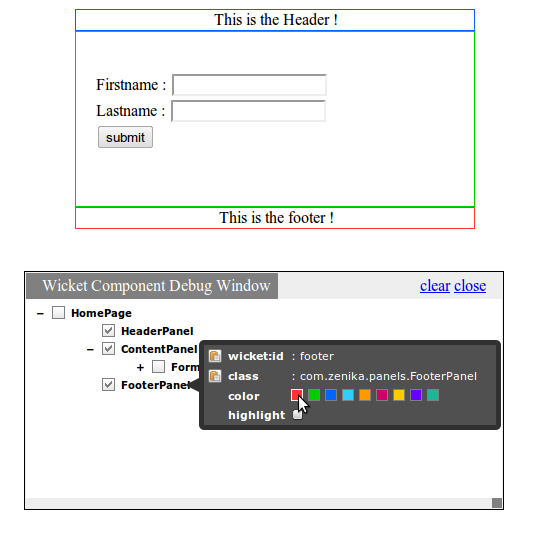 This is the Header !
Firstname :
Lastname :
submit
This is the footer !
Wicket Component Debug Window clear close
− HomePage
HeaderPanel
− ContentPanel
+ Form
FooterPanel
wicket:id : footer
class : com.zenika.panels.FooterPanel
color
highlight